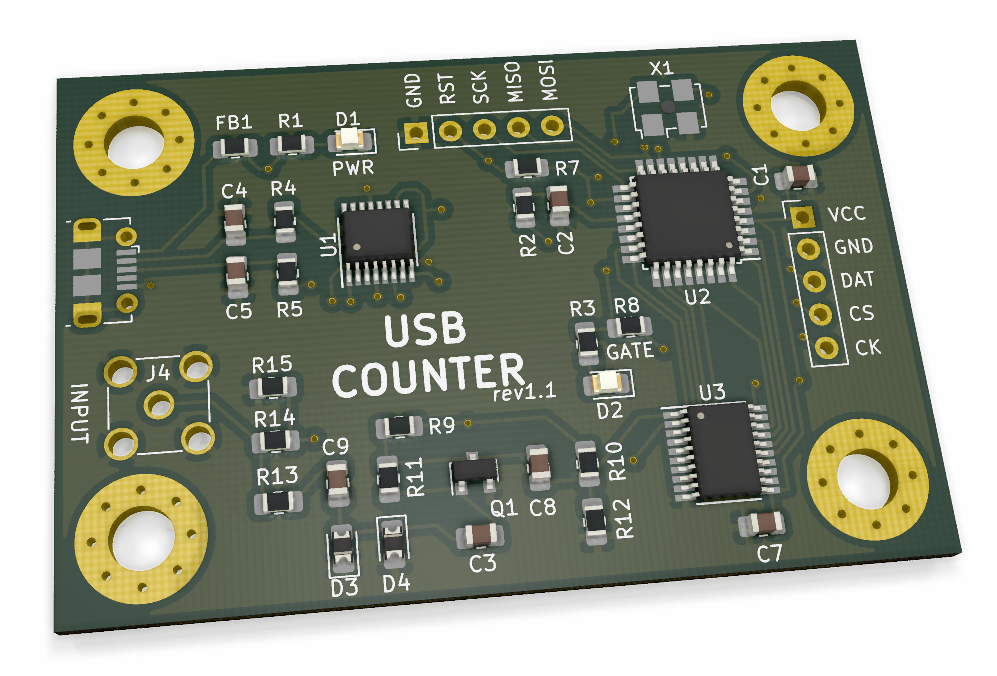 GND
RST
SCK
MISO
MOSI
X1
FB1
R1
D1
PWR
R7
C1
C4
R4
U1
R2
C2
VCC
GND
DAT
CS
CK
U2
C5
R5
USB
COUNTER
rev1.1
R3
R8
GATE
D2
U3
INPUT
J4
R15
R14
R13
C9
R9
R11
Q1
C8
R10
R12
C3
C7
D3
D4